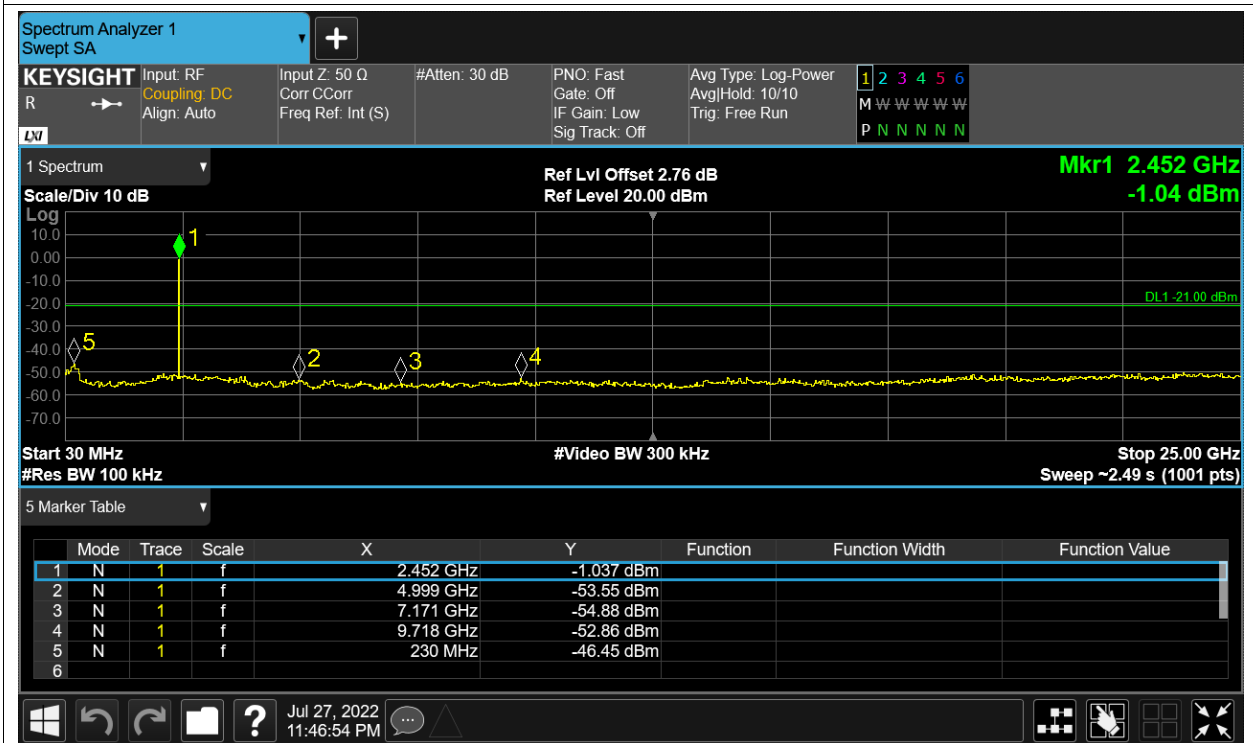 Spectrum Analyzer 1
Swept SA
KEYSIGHT
R
LXI
Input: RF
Coupling: DC
Align: Auto
Input Z: 50 Ω
Corr CCorr
Freq Ref: Int (S)
#Atten: 30 dB
PNO: Fast
Gate: Off
IF Gain: Low
Sig Track: Off
Avg Type: Log-Power
Avg|Hold: 10/10
Trig: Free Run
1 2 3 4 5 6
M W W W W W
P N N N N N
1 Spectrum
Scale/Div 10 dB
Ref Lvl Offset 2.76 dB
Ref Level 20.00 dBm
Mkr1 2.452 GHz
-1.04 dBm
Log
10.0
0.00
-10.0
-20.0
-30.0
-40.0
-50.0
-60.0
-70.0
1
DL1 -21.00 dBm
5
2
3
4
Start 30 MHz
#Video BW 300 kHz
Stop 25.00 GHz
#Res BW 100 kHz
Sweep ~2.49 s (1001 pts)
5 Marker Table
Mode Trace Scale X Y Function Function Width Function Value
1 N 1 f 2.452 GHz -1.037 dBm
2 N 1 f 4.999 GHz -53.55 dBm
3 N 1 f 7.171 GHz -54.88 dBm
4 N 1 f 9.718 GHz -52.86 dBm
5 N 1 f 230 MHz -46.45 dBm
6
?
Jul 27, 2022
11:46:54 PM